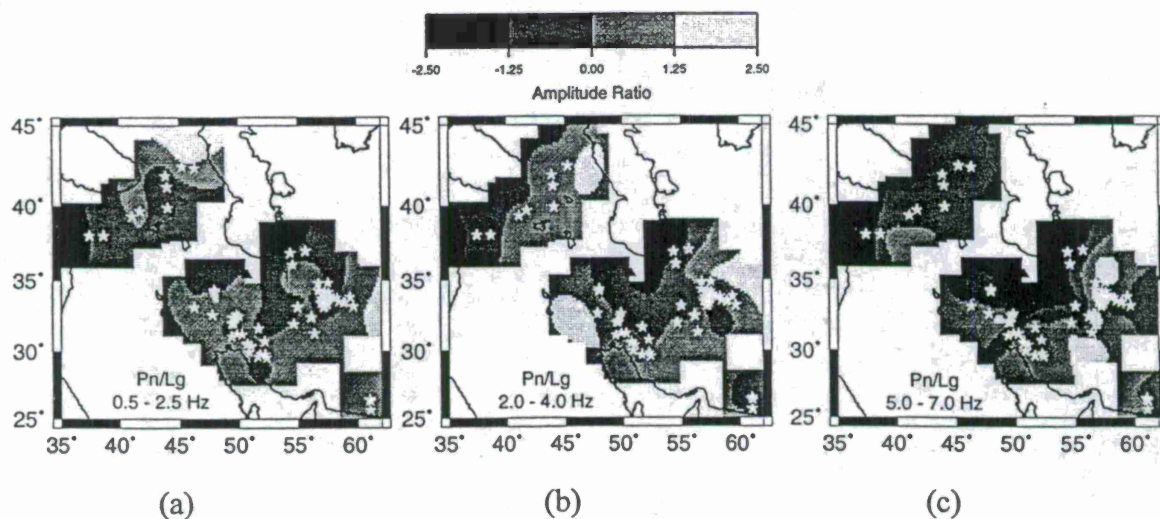 -2.50 -1.25 0.00 1.25 2.50
Amplitude Ratio
45°
40°
35°
30°
25°
35° 40° 45° 50° 55° 60°
Pn/Lg
0.5 - 2.5 Hz
(a)
45°
40°
35°
30°
25°
35° 40° 45° 50° 55° 60°
Pn/Lg
2.0 - 4.0 Hz
(b)
45°
40°
35°
30°
25°
35° 40° 45° 50° 55° 60°
Pn/Lg
5.0 - 7.0 Hz
(c)